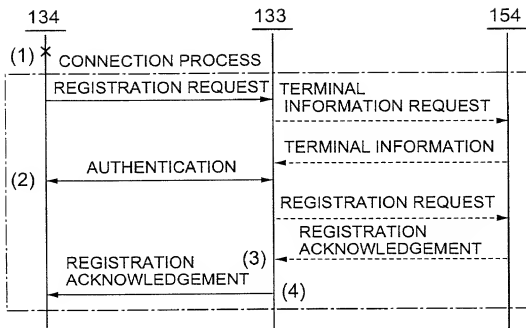 134 133 154
(1) CONNECTION PROCESS
REGISTRATION REQUEST
TERMINAL
INFORMATION REQUEST
TERMINAL INFORMATION
AUTHENTICATION
(2)
REGISTRATION REQUEST
REGISTRATION
ACKNOWLEDGEMENT
(3)
REGISTRATION
ACKNOWLEDGEMENT
(4)